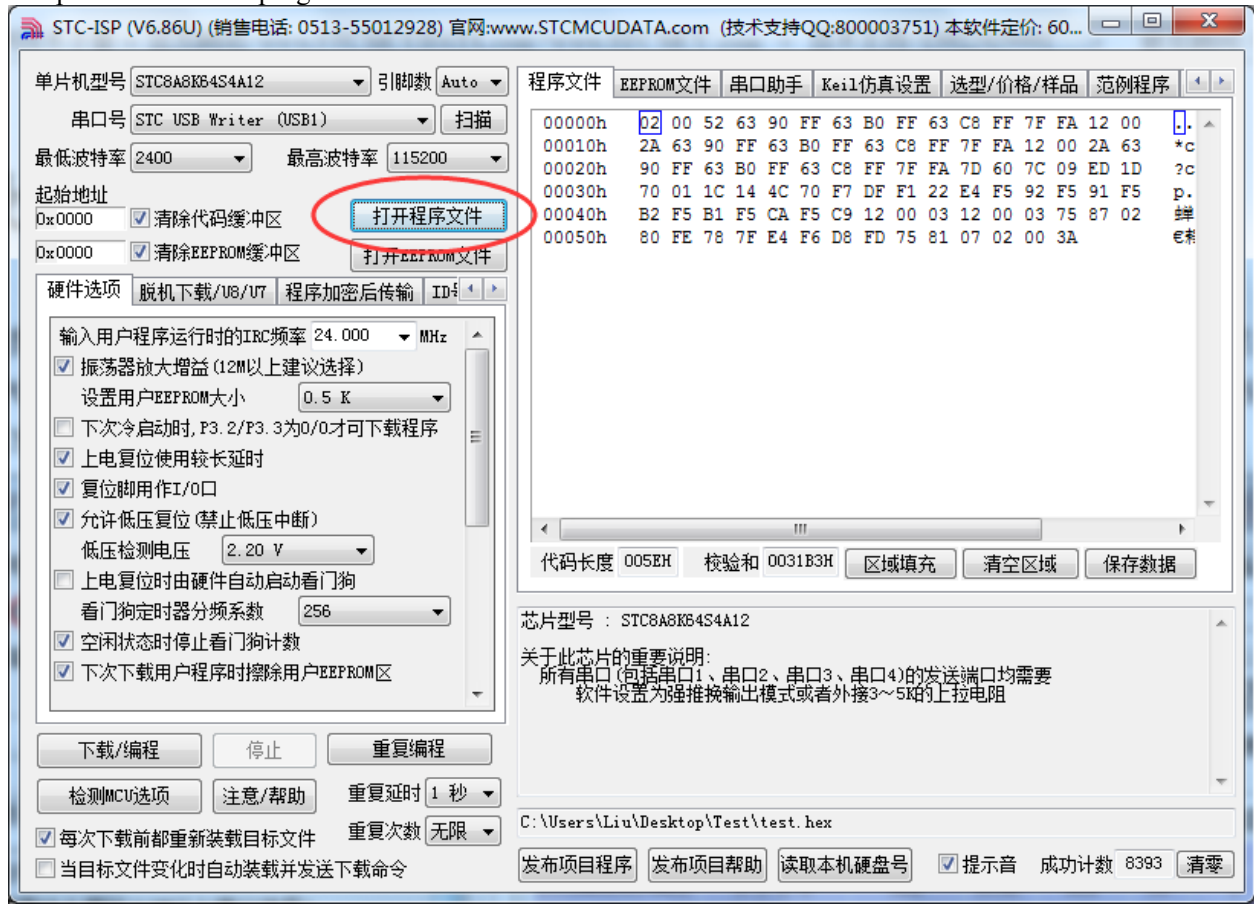 STC-ISP (V6.86U) (销售电话: 0513-55012928) 官网:www.STCMCUDATA.com (技术支持QQ:800003751) 本软件定价: 60...
单片机型号 STC8A8K64S4A12 引脚数 Auto
串口号 STC USB Writer (USB1) 扫描
最低波特率 2400 最高波特率 115200
起始地址
0x0000 清除代码缓冲区 打开程序文件
0x0000 清除EEPROM缓冲区 打开EEPROM文件
硬件选项 脱机下载/U8/U7 程序加密后传输
输入用户程序运行时的IRC频率 24.000 MHz
振荡器放大增益(12M以上建议选择)
设置用户EEPROM大小 0.5 K
下次冷启动时,P3.2/P3.3为0/0才可下载程序
上电复位使用较长延时
复位脚用作I/O口
允许低压复位(禁止低压中断)
低压检测电压 2.20 V
上电复位时由硬件自动启动看门狗
看门狗定时器分频系数 256
空闲状态时停止看门狗计数
下次下载用户程序时擦除用户EEPROM区
下载/编程 停止 重复编程
检测MCU选项 注意/帮助 重复延时 1 秒
每次下载前都重新装载目标文件 重复次数 无限
当目标文件变化时自动装载并发送下载命令
程序文件 EEPROM文件 串口助手 Keil仿真设置 选型/价格/样品 范例程序
00000h 02 00 52 63 90 FF 63 B0 FF 63 C8 FF 7F FA 12 00 ..
00010h 2A 63 90 FF 63 B0 FF 63 C8 FF 7F FA 12 00 2A 63 *c
00020h 90 FF 63 B0 FF 63 C8 FF 7F FA 7D 60 7C 09 ED 1D ?c
00030h 70 01 1C 14 4C 70 F7 DF F1 22 E4 F5 92 F5 91 F5 p.
00040h B2 F5 B1 F5 CA F5 C9 12 00 03 12 00 03 75 87 02
00050h 80 FE 78 7F E4 F6 D8 FD 75 81 07 02 00 3A
代码长度 005EH 校验和 0031B3H 区域填充 清空区域 保存数据
芯片型号 : STC8A8K64S4A12
关于此芯片的重要说明:
所有串口(包括串口1、串口2、串口3、串口4)的发送端口均需要
软件设置为强推挽输出模式或者外接3~5K的上拉电阻
C:\Users\Liu\Desktop\Test\test.hex
发布项目程序 发布项目帮助 读取本机硬盘号 提示音 成功计数 8393 清零